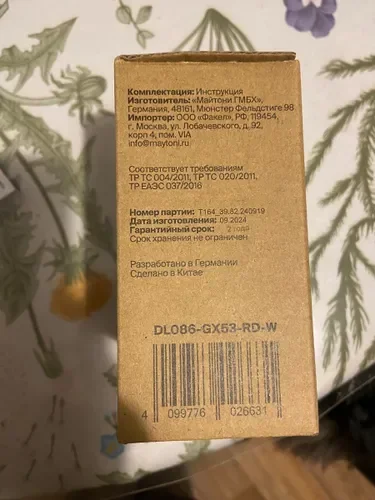 Комплектация: Инструкция
Изготовитель: «Майтони ГМБХ»,
Германия, 48161, Мюнстер Фельдстиге 98
Импортер: ООО «Факел», РФ, 119454,
г. Москва, ул. Лобачевского, д. 92,
корп 4, пом. VIA
info@maytoni.ru
Соответствует требованиям
ТР ТС 004/2011, ТР ТС 020/2011,
ТР ЕАЭС 037/2016
Номер партии: T164_39.82.240919
Дата изготовления: 09.2024
Гарантийный срок: 2 года
Срок хранения не ограничен
Разработано в Германии
Сделано в Китае
DL086-GX53-RD-W
4 099776 026631